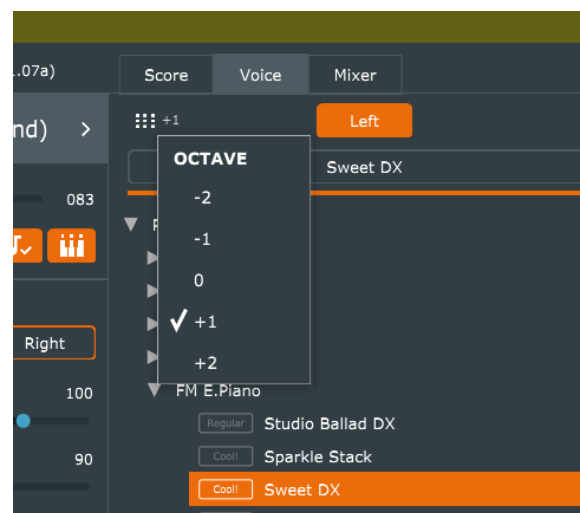 .07a)
Score Voice Mixer
nd) >
+1
Left
OCTAVE
Sweet DX
-2
083
-1
0
+1
Right
+2
100
FM E.Piano
Regular Studio Ballad DX
90
Cool! Sparkle Stack
Cool! Sweet DX